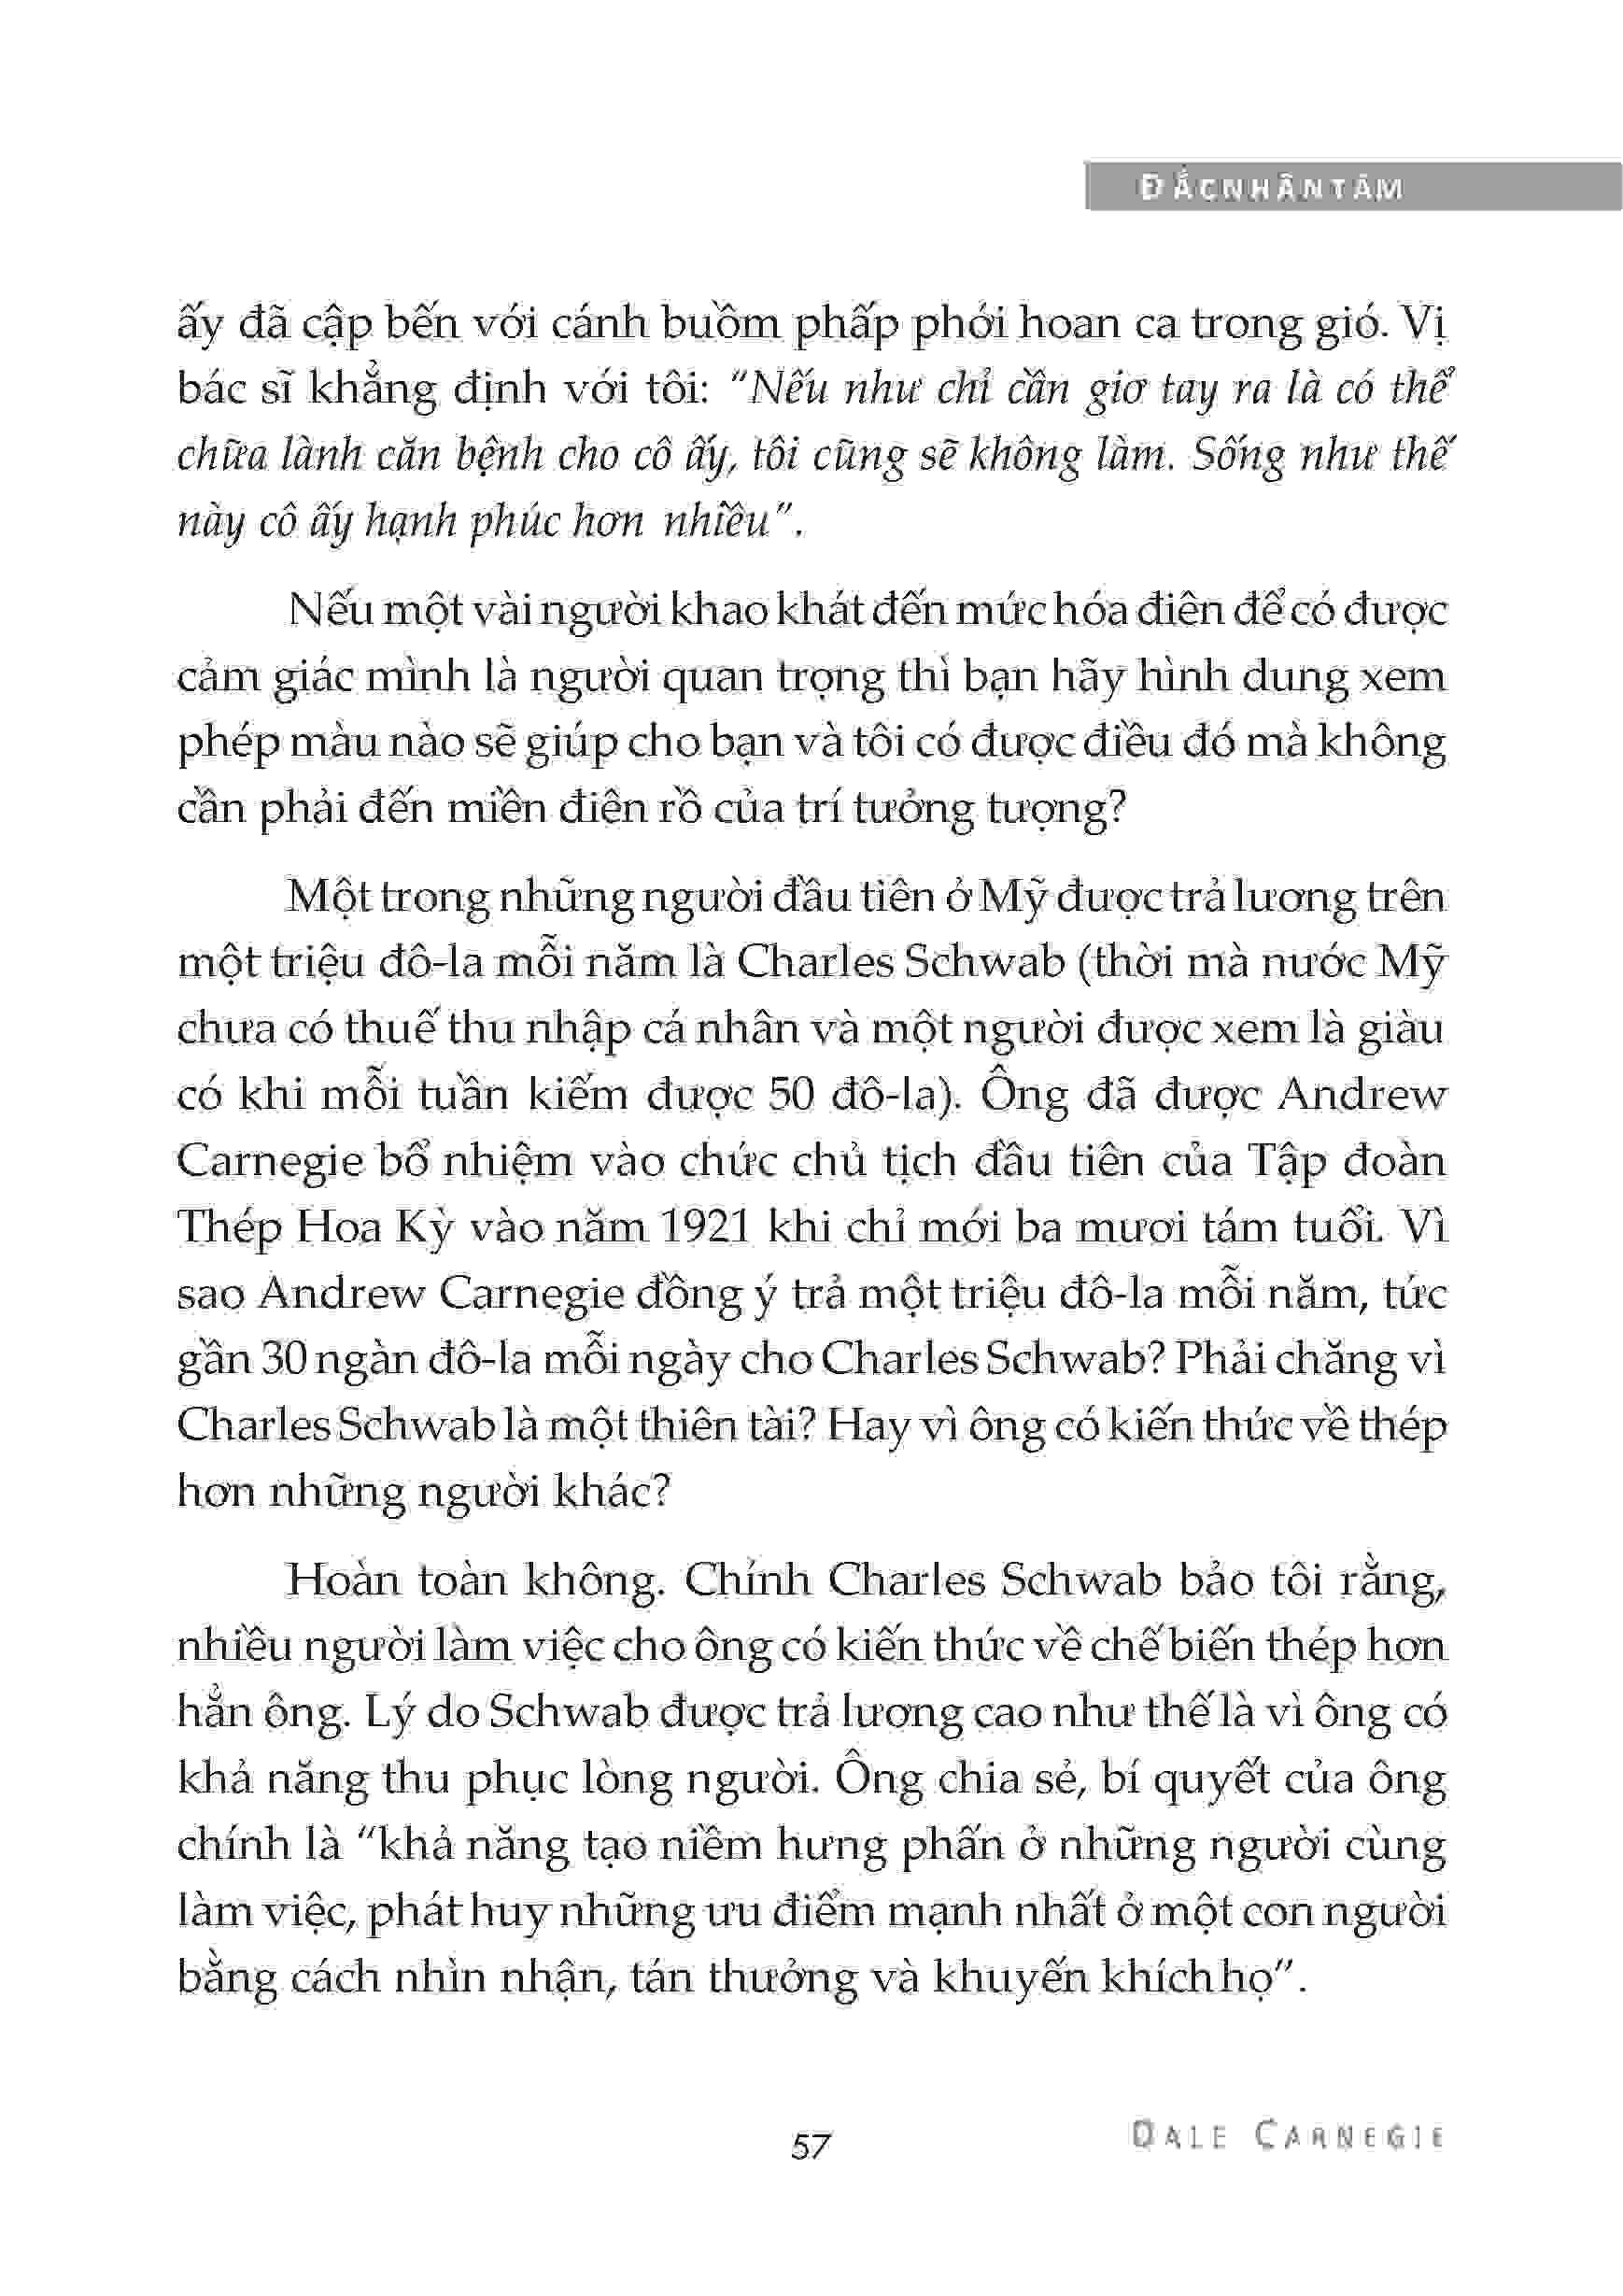 ĐẮCNHÂNTÂM
ấy đã cập bến với cánh buồm phấp phới hoan ca trong gió. Vị
bác sĩ khẳng định với tôi: “Nếu như chỉ cần giơ tay ra là có thể
chữa lành căn bệnh cho cô ấy, tôi cũng sẽ không làm. Sống như thế
này cô ấy hạnh phúc hơn nhiều”.
Nếu một vài người khao khát đến mức hóa điên để có được
cảm giác mình là người quan trọng thì bạn hãy hình dung xem
phép màu nào sẽ giúp cho bạn và tôi có được điều đó mà không
cần phải đến miền điên rồ của trí tưởng tượng?
Một trong những người đầu tiên ở Mỹ được trả lương trên
một triệu đô-la mỗi năm là Charles Schwab (thời mà nước Mỹ
chưa có thuế thu nhập cá nhân và một người được xem là giàu
có khi mỗi tuần kiếm được 50 đô-la). Ông đã được Andrew
Carnegie bổ nhiệm vào chức chủ tịch đầu tiên của Tập đoàn
Thép Hoa Kỳ vào năm 1921 khi chỉ mới ba mươi tám tuổi. Vì
sao Andrew Carnegie đồng ý trả một triệu đô-la mỗi năm, tức
gần 30 ngàn đô-la mỗi ngày cho Charles Schwab? Phải chăng vì
Charles Schwab là một thiên tài? Hay vì ông có kiến thức về thép
hơn những người khác?
Hoàn toàn không. Chính Charles Schwab bảo tôi rằng,
nhiều người làm việc cho ông có kiến thức về chế biến thép hơn
hẳn ông. Lý do Schwab được trả lương cao như thế là vì ông có
khả năng thu phục lòng người. Ông chia sẻ, bí quyết của ông
chính là “khả năng tạo niềm hưng phấn ở những người cùng
làm việc, phát huy những ưu điểm mạnh nhất ở một con người
bằng cách nhìn nhận, tán thưởng và khuyến khích họ”.
57
DALE CARNEGIE